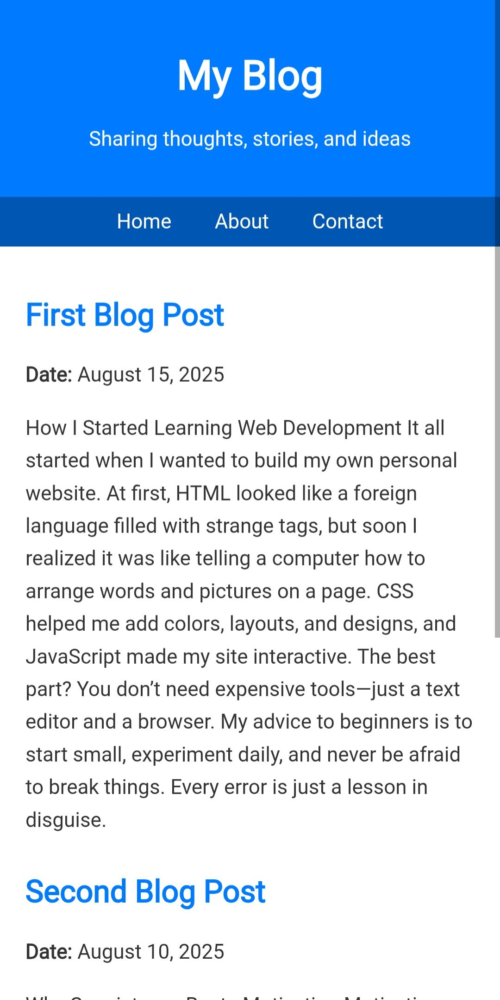 My Blog
Sharing thoughts, stories, and ideas
Home About Contact
First Blog Post
Date: August 15, 2025
How I Started Learning Web Development It all
started when I wanted to build my own personal
website. At first, HTML looked like a foreign
language filled with strange tags, but soon I
realized it was like telling a computer how to
arrange words and pictures on a page. CSS
helped me add colors, layouts, and designs, and
JavaScript made my site interactive. The best
part? You don’t need expensive tools—just a text
editor and a browser. My advice to beginners is to
start small, experiment daily, and never be afraid
to break things. Every error is just a lesson in
disguise.
Second Blog Post
Date: August 10, 2025